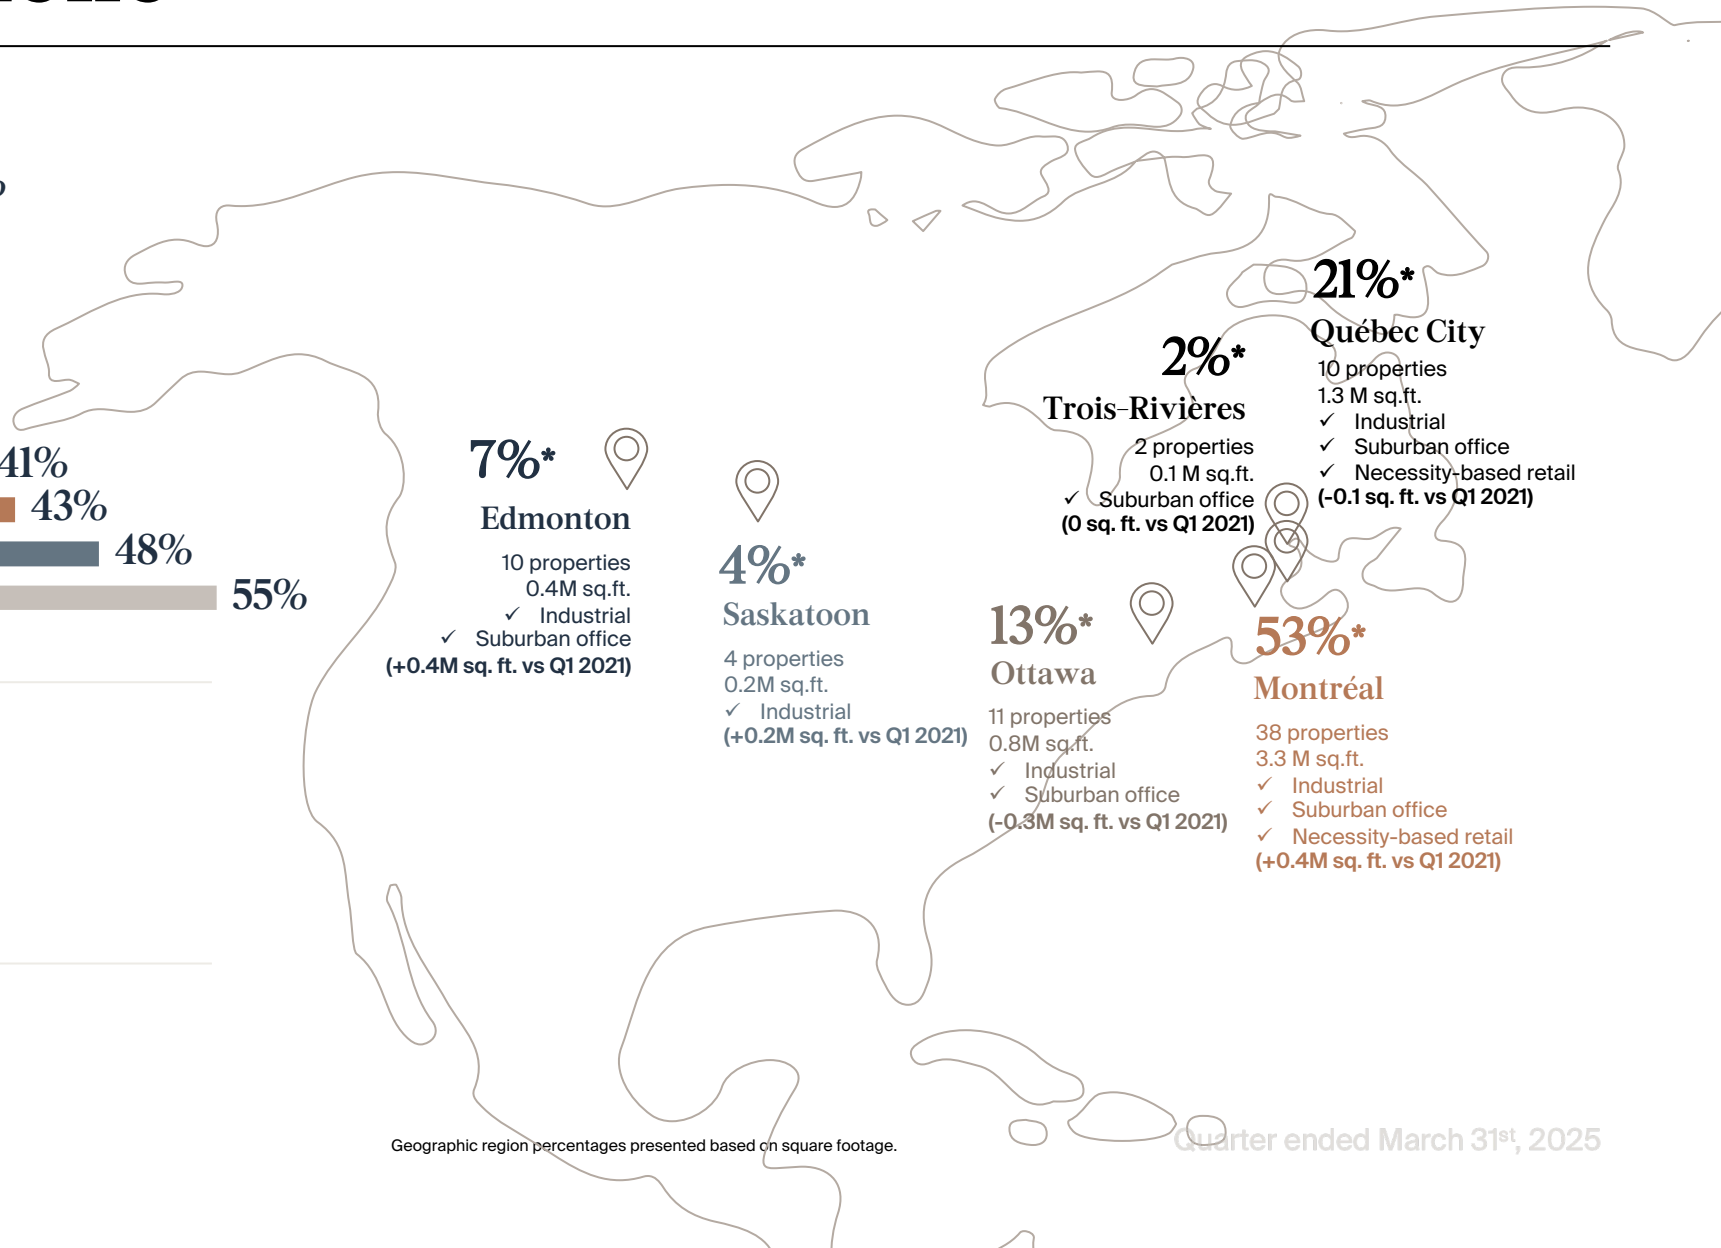 21%*
Québec City
10 properties
1.3 M sq.ft.
✓ Industrial
✓ Suburban office
✓ Necessity-based retail
(-0.1 sq. ft. vs Q1 2021)
2%*
Trois-Rivières
2 properties
0.1 M sq.ft.
✓ Suburban office
(0 sq. ft. vs Q1 2021)
41%
43%
48%
55%
7%*
Edmonton
10 properties
0.4M sq.ft.
✓ Industrial
✓ Suburban office
(+0.4M sq. ft. vs Q1 2021)
4%*
Saskatoon
4 properties
0.2M sq.ft.
✓ Industrial
(+0.2M sq. ft. vs Q1 2021)
13%*
Ottawa
11 properties
0.8M sq.ft.
✓ Industrial
✓ Suburban office
(-0.3M sq. ft. vs Q1 2021)
53%*
Montréal
38 properties
3.3 M sq.ft.
✓ Industrial
✓ Suburban office
✓ Necessity-based retail
(+0.4M sq. ft. vs Q1 2021)
Geographic region percentages presented based on square footage.
Quarter ended March 31st, 2025